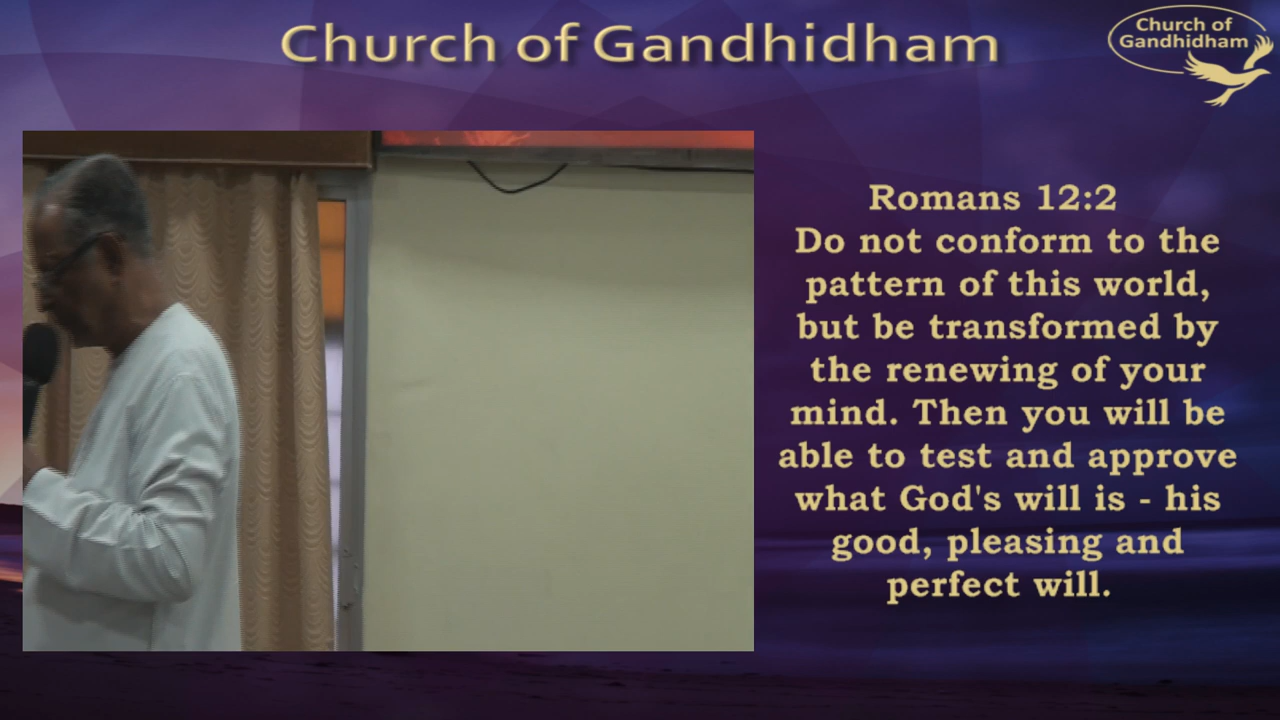 Church of Gandhidham
Church of
Gandhidham
Romans 12:2
Do not conform to the
pattern of this world,
but be transformed by
the renewing of your
mind. Then you will be
able to test and approve
what God's will is - his
good, pleasing and
perfect will.